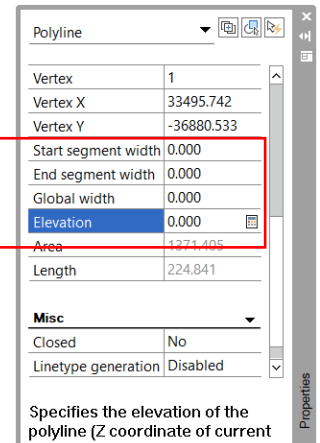 Polyline
Vertex 1
Vertex X 33495.742
Vertex Y -36880.533
Start segment width 0.000
End segment width 0.000
Global width 0.000
Elevation 0.000
Area 1371.405
Length 224.841
Misc
Closed No
Linetype generation Disabled
Specifies the elevation of the
polyline (Z coordinate of current
Properties